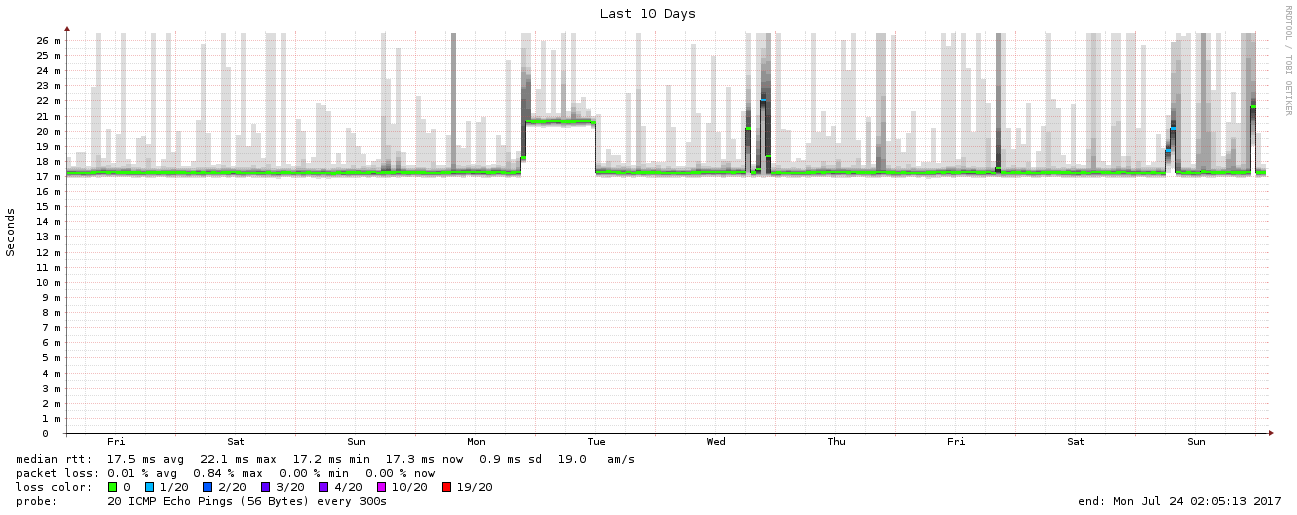 Last 10 Days
RRDTOOL / TOBI OETIKER
Seconds
26 m
25 m
24 m
23 m
22 m
21 m
20 m
19 m
18 m
17 m
16 m
15 m
14 m
13 m
12 m
11 m
10 m
9 m
8 m
7 m
6 m
5 m
4 m
3 m
2 m
1 m
0
Fri Sat Sun Mon Tue Wed Thu Fri Sat Sun
median rtt: 17.5 ms avg 22.1 ms max 17.2 ms min 17.3 ms now 0.9 ms sd 19.0 am/s
packet loss: 0.01 % avg 0.84 % max 0.00 % min 0.00 % now
loss color: 0 1/20 2/20 3/20 4/20 10/20 19/20
probe: 20 ICMP Echo Pings (56 Bytes) every 300s end: Mon Jul 24 02:05:13 2017